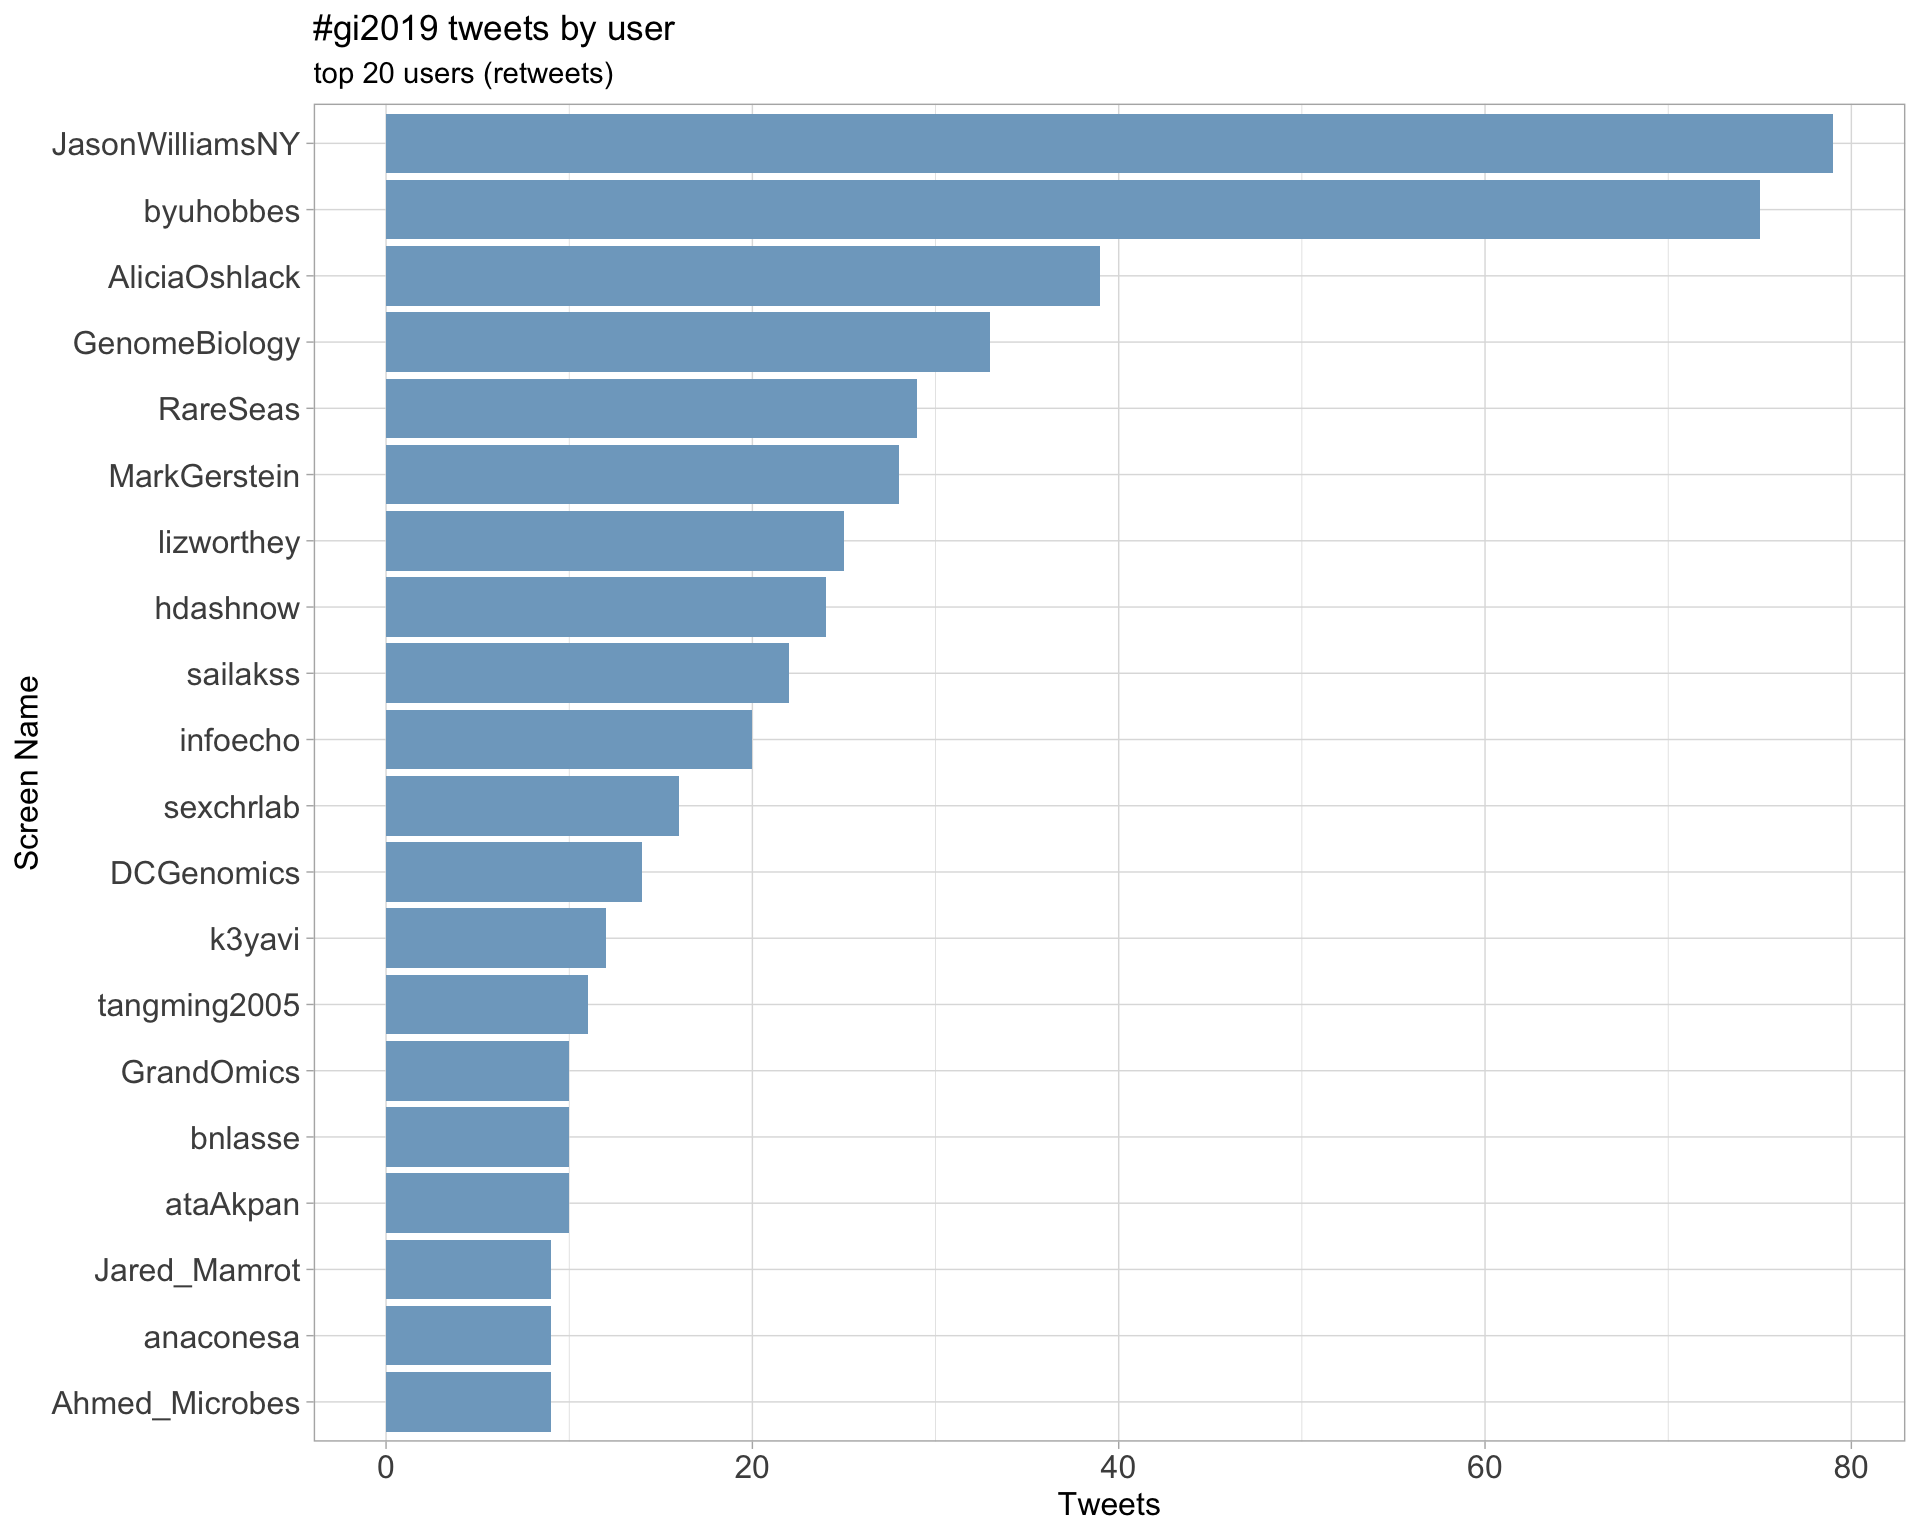 #gi2019 tweets by user
top 20 users (retweets)
Screen Name
JasonWilliamsNY
byuhobbes
AliciaOshlack
GenomeBiology
RareSeas
MarkGerstein
lizworthey
hdashnow
sailakss
infoecho
sexchrlab
DCGenomics
k3yavi
tangming2005
GrandOmics
bnlasse
ataAkpan
Jared_Mamrot
anaconesa
Ahmed_Microbes
0 20 40 60 80
Tweets